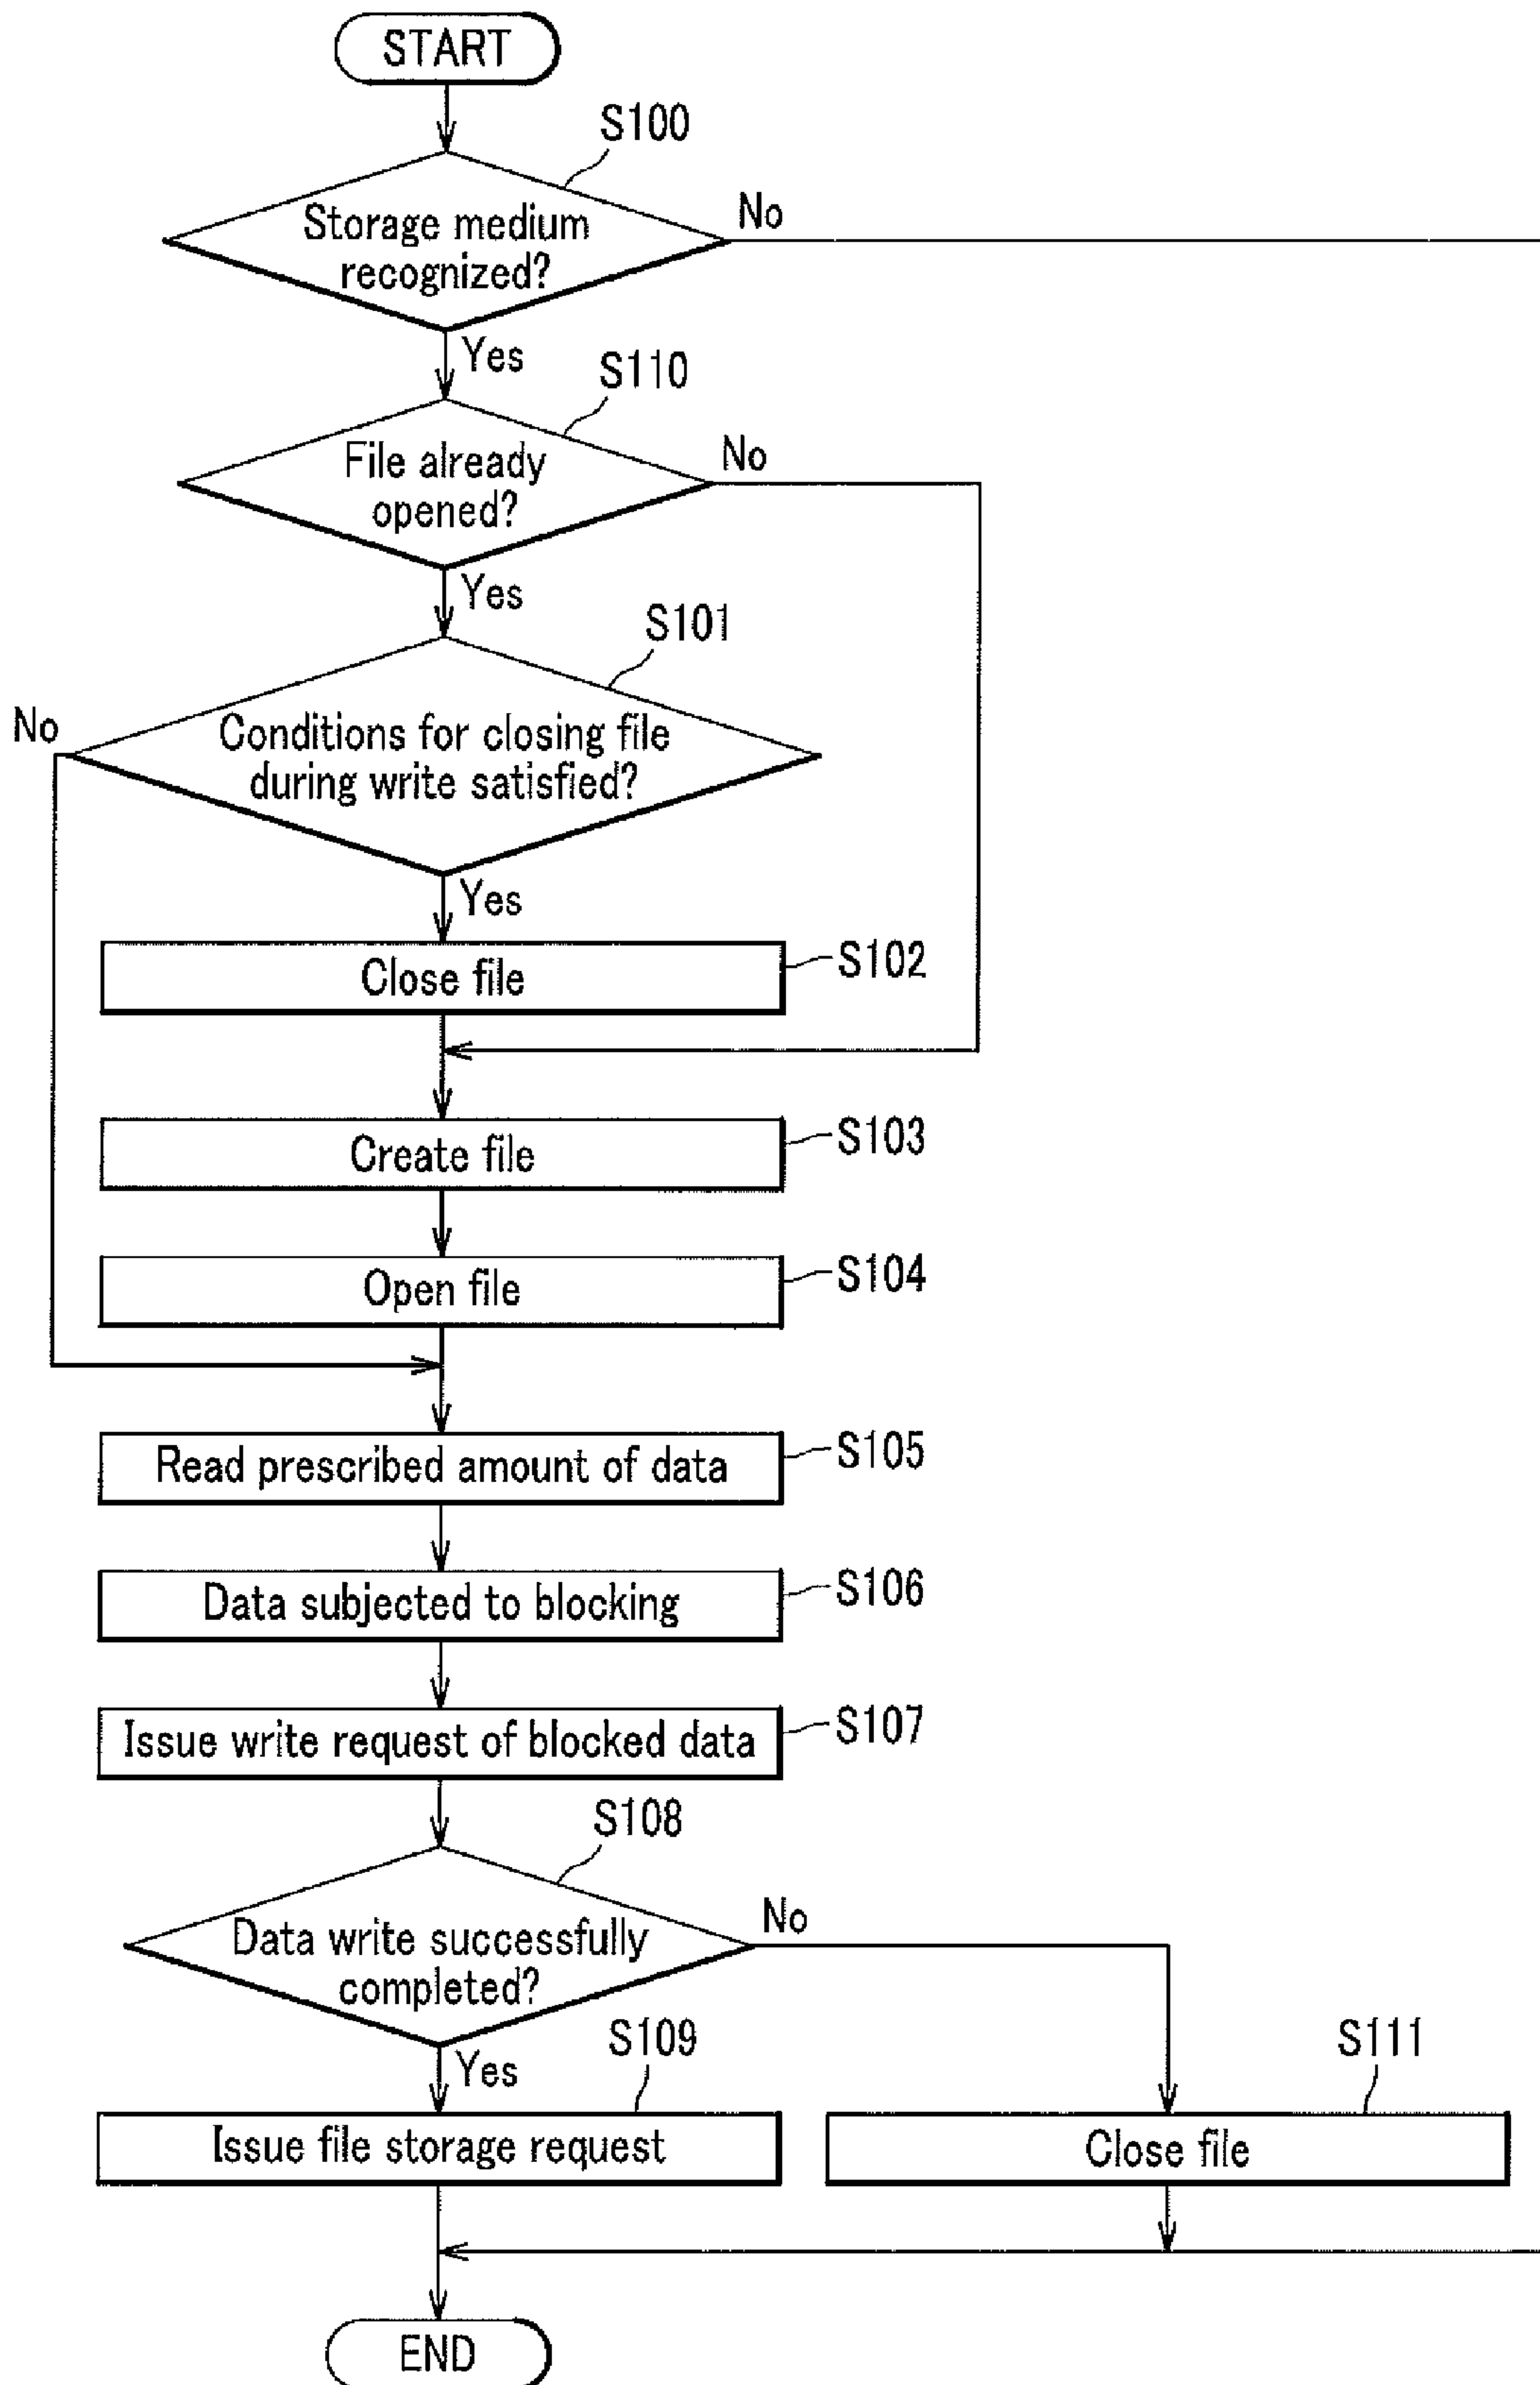 START
S100
Storage medium
recognized?
No
Yes
S110
File already
opened?
No
Yes
S101
Conditions for closing file
during write satisfied?
No
Yes
Close file
S102
Create file
S103
Open file
S104
Read prescribed amount of data
S105
Data subjected to blocking
S106
Issue write request of blocked data
S107
S108
Data write successfully
completed?
No
Yes
S109
Issue file storage request
S111
Close file
END